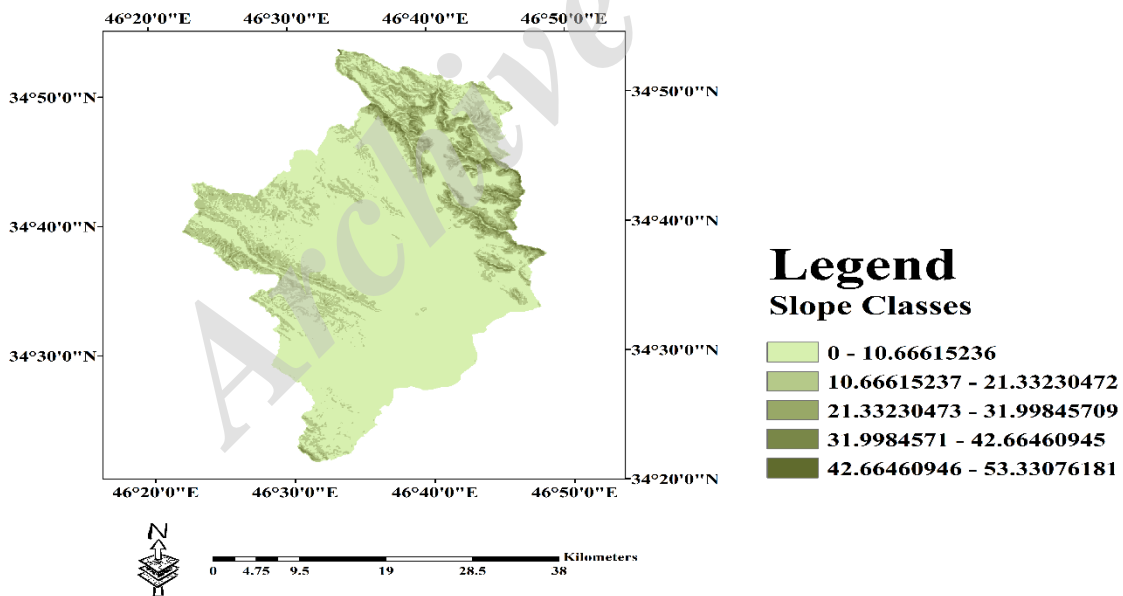 46°20'0"E 46°30'0"E 46°40'0"E 46°50'0"E
34°50'0"N 34°50'0"N
34°40'0"N 34°40'0"N
34°30'0"N 34°30'0"N
34°20'0"N
46°20'0"E 46°30'0"E 46°40'0"E 46°50'0"E
Archive
Legend
Slope Classes
0 - 10.66615236
10.66615237 - 21.33230472
21.33230473 - 31.99845709
31.9984571 - 42.66460945
42.66460946 - 53.33076181
N
Kilometers
0 4.75 9.5 19 28.5 38